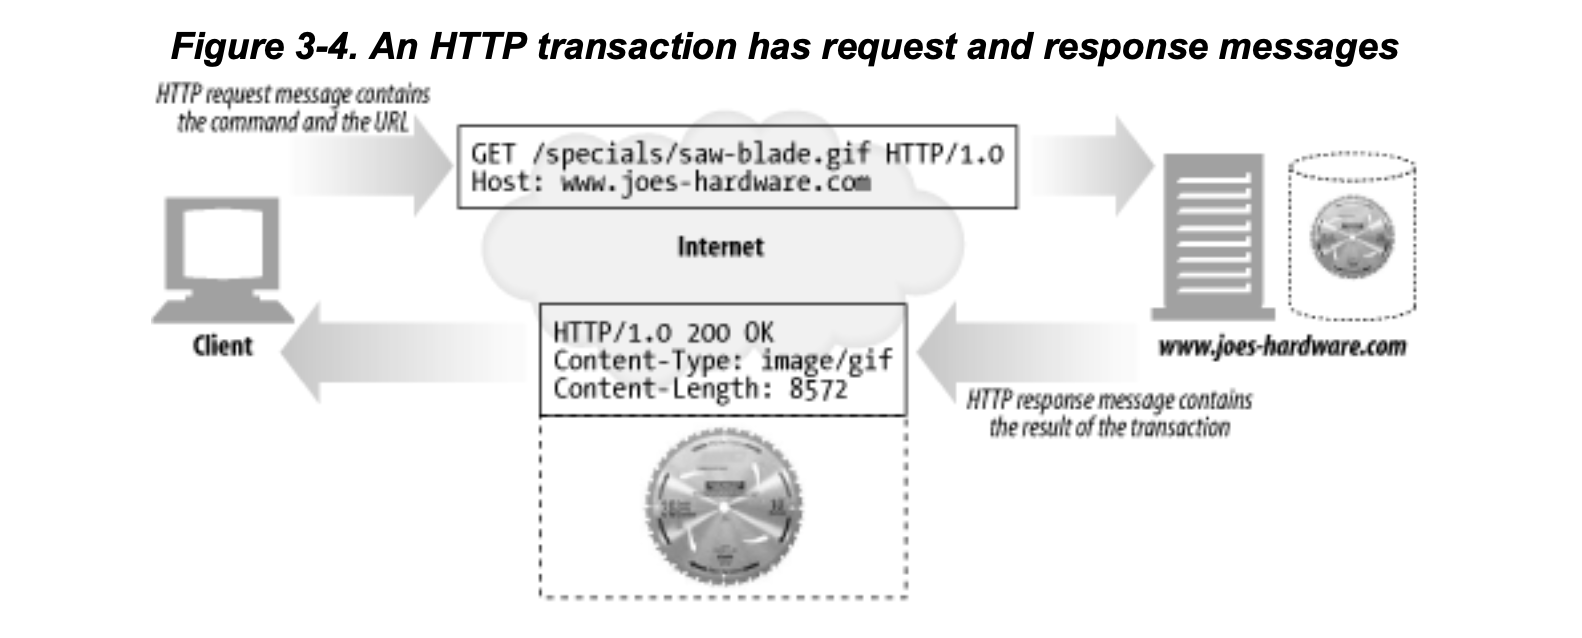 Figure 3-4. An HTTP transaction has request and response messages
HTTP request message contains
the command and the URL
GET /specials/saw-blade.gif HTTP/1.0
Host: www.joes-hardware.com
Internet
Client
www.joes-hardware.com
HTTP/1.0 200 OK
Content-Type: image/gif
Content-Length: 8572
HTTP response message contains
the result of the transaction